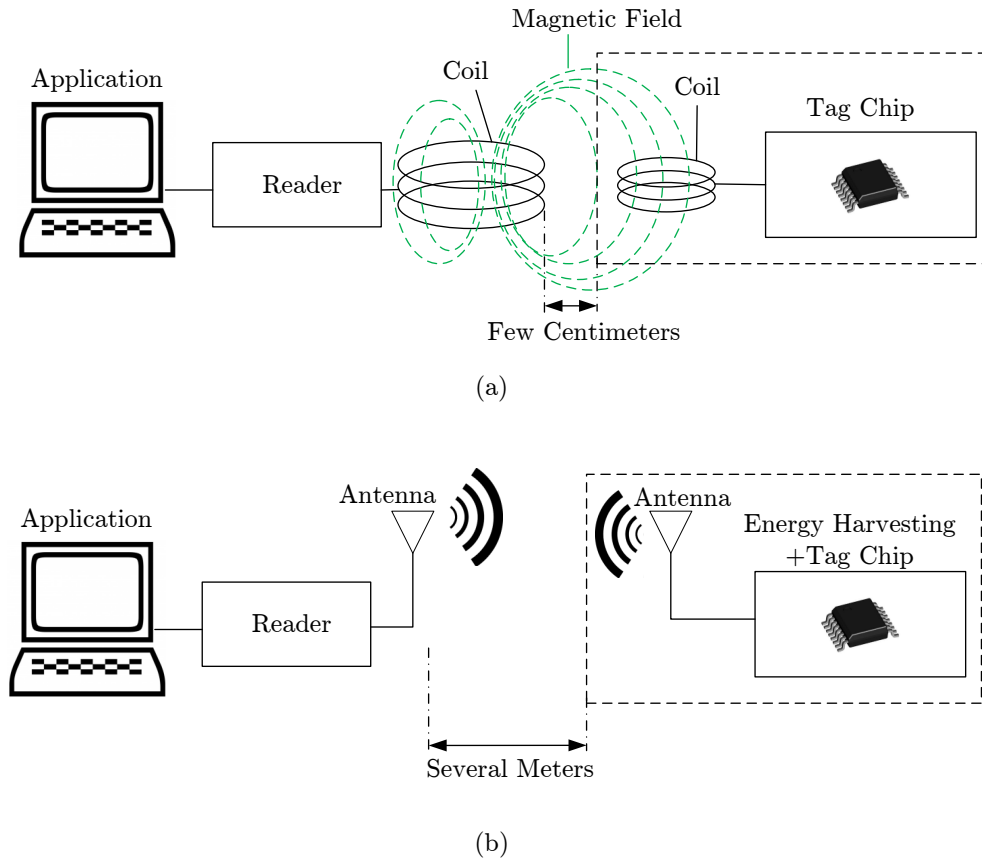 Magnetic Field
Application
Coil
Coil
Tag Chip
Reader
Few Centimeters
(a)
Application
Antenna
Antenna
Energy Harvesting
+Tag Chip
Reader
Several Meters
(b)